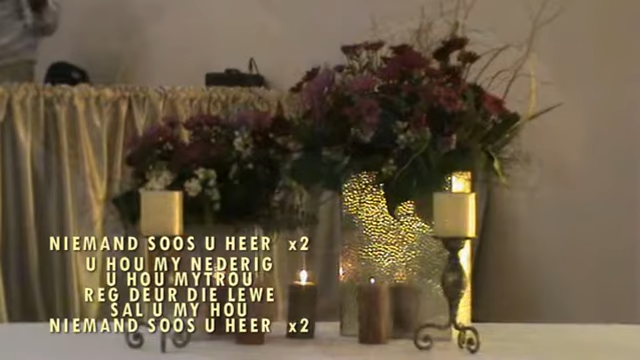 NIEMAND SOOS U HEER x2
U HOU MY NEDERIG
U HOU MYTROU
REG DEUR DIE LEWE
SAL U MY HOU
NIEMAND SOOS U HEER x2